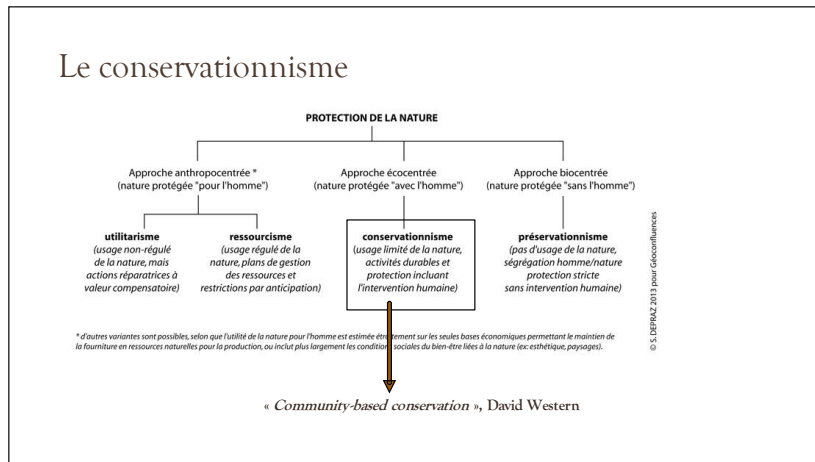 Le conservationnisme
PROTECTION DE LA NATURE
Approche anthropocentrée *
(nature protégée "pour l'homme")
Approche écocentrée
(nature protégée "avec l'homme")
Approche biocentrée
(nature protégée "sans l'homme")
utilitarisme
(usage non-régulé
de la nature, mais
actions réparatrices à
valeur compensatoire)
ressourcisme
(usage régulé de la
nature, plans de gestion
des ressources et
restrictions par anticipation)
conservationnisme
(usage limité de la nature,
activités durables et
protection incluant
l'intervention humaine)
préservationnisme
(pas d'usage de la nature,
ségrégation homme/nature
protection stricte
sans intervention humaine)
© S. DEPRAZ 2013 pour Géoconfluences
* d'autres variantes sont possibles, selon que l'utilité de la nature pour l'homme est estimée sur les seules bases économiques permettant le maintien de
la fourniture en ressources naturelles pour la production, ou inclut plus largement les conditions sociales du bien-être liées à la nature (ex: esthétique, paysages).
« Community-based conservation », David Western